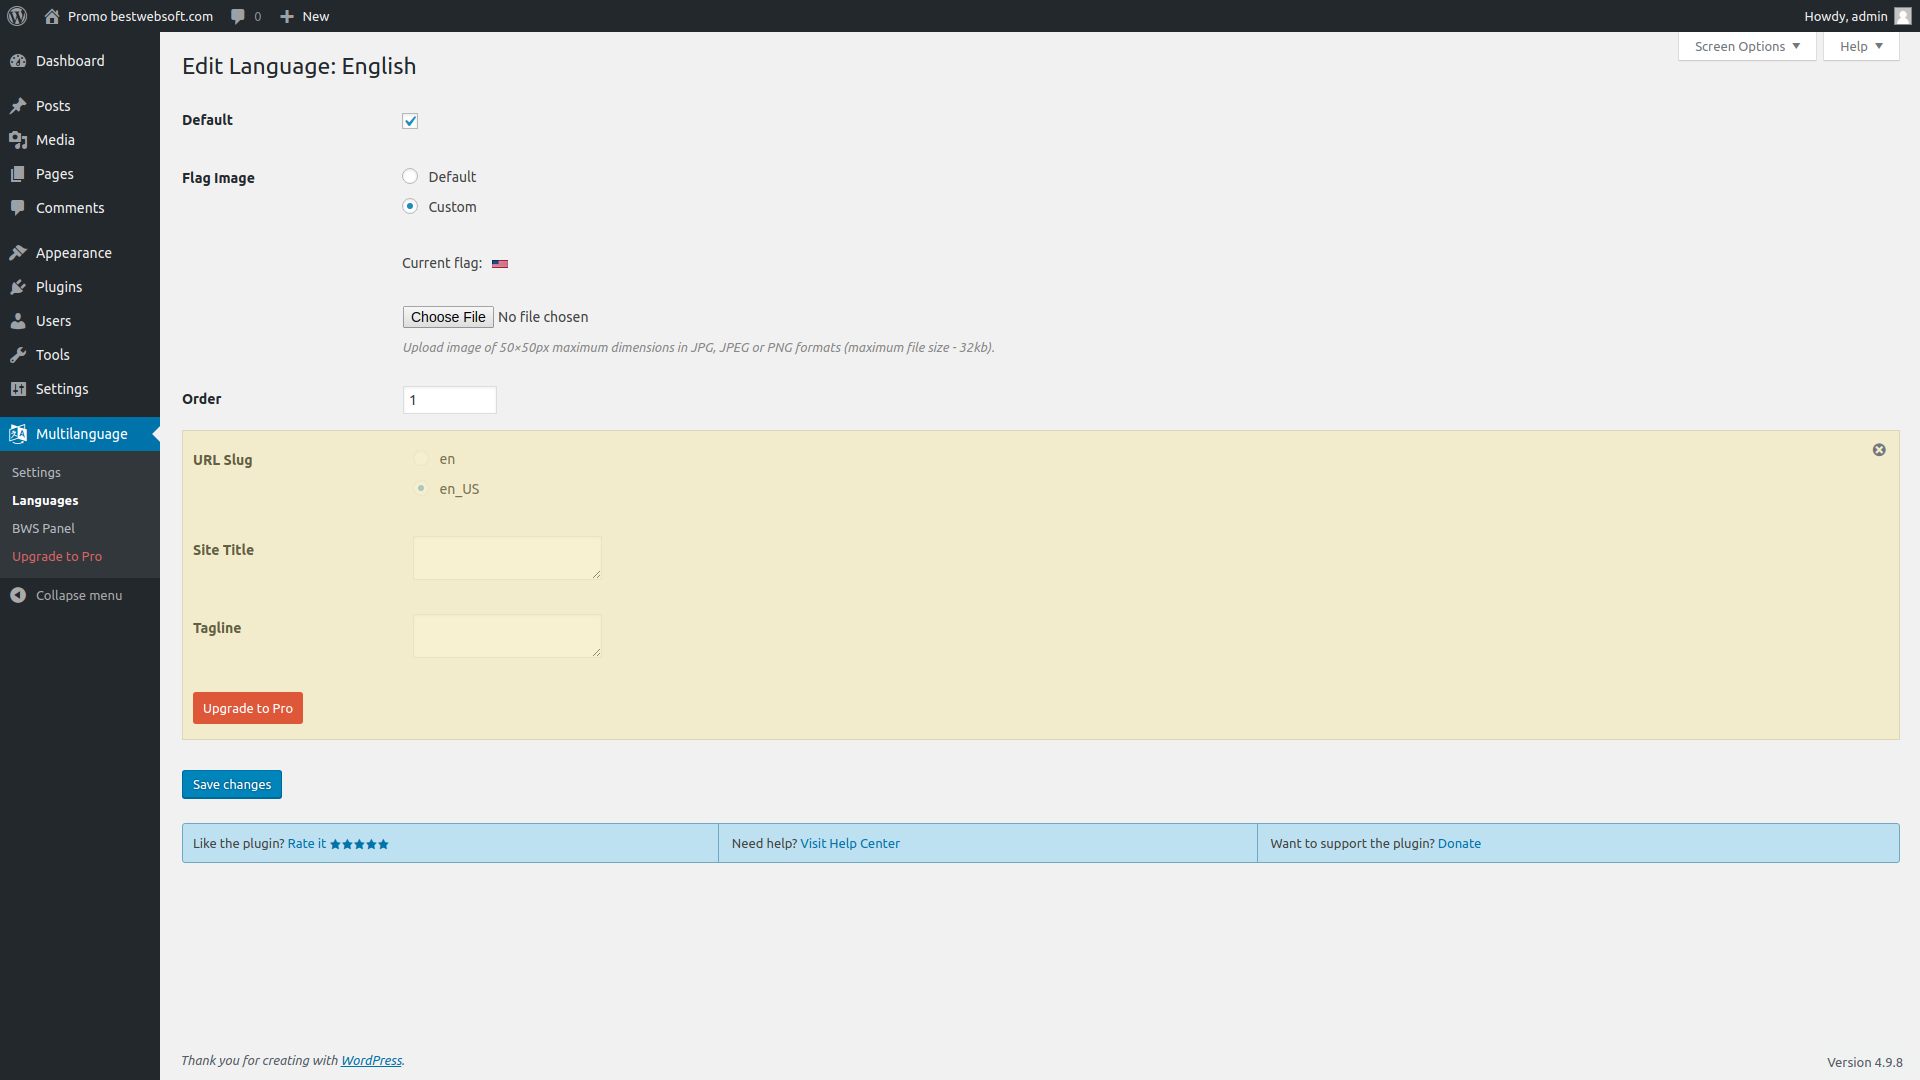 Promo bestwebsoft.com 0 New Howdy, admin
Screen Options Help
Dashboard
Posts
Media
Pages
Comments
Appearance
Plugins
Users
Tools
Settings
Multilanguage
Settings
Languages
BWS Panel
Upgrade to Pro
Collapse menu
Edit Language: English
Default
Flag Image
Default
Custom
Current flag:
Choose File No file chosen
Upload image of 50×50px maximum dimensions in JPG, JPEG or PNG formats (maximum file size - 32kb).
Order 1
URL Slug
en
en_US
Site Title
Tagline
Upgrade to Pro
Save changes
Like the plugin? Rate it ★★★★★
Need help? Visit Help Center
Want to support the plugin? Donate
Thank you for creating with WordPress.
Version 4.9.8